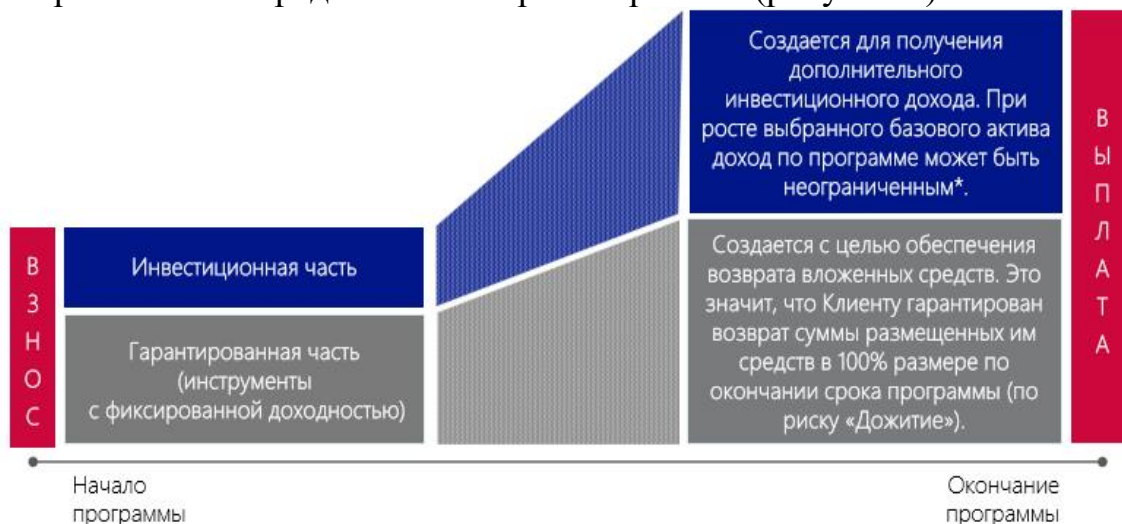 ВЗНОС
Инвестиционная часть
Гарантированная часть
(инструменты
с фиксированной доходностью)
Создается для получения
дополнительного
инвестиционного дохода. При
росте выбранного базового актива
доход по программе может быть
неограниченным*.
Создается с целью обеспечения
возврата вложенных средств. Это
значит, что Клиенту гарантирован
возврат суммы размещенных им
средств в 100% размере по
окончании срока программы (по
риску «Дожитие»).
ВЫПЛАТА
Начало
программы
Окончание
программы